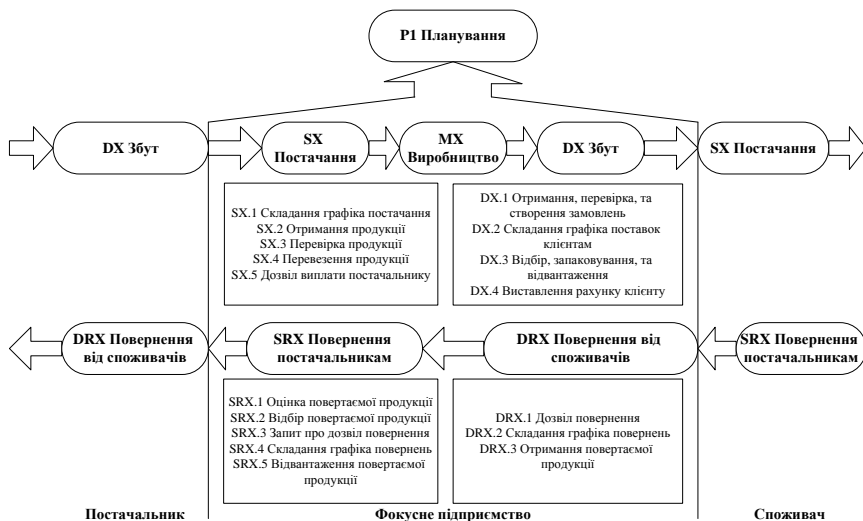 P1 Планування
DX Збут
SX
Постачання
MX
Виробництво
DX Збут
SX Постачання
SX.1 Складання графіка постачання
SX.2 Отримання продукції
SX.3 Перевірка продукції
SX.4 Перевезення продукції
SX.5 Дозвіл виплати постачальнику
DX.1 Отримання, перевірка, та
створення замовлень
DX.2 Складання графіка поставок
клієнтам
DX.3 Відбір, запаковування, та
відвантаження
DX.4 Виставлення рахунку клієнту
DRX Повернення
від споживачів
SRX Повернення
постачальникам
DRX Повернення від
споживачів
SRX Повернення
постачальникам
SRX.1 Оцінка повертаємої продукції
SRX.2 Відбір повертаємої продукції
SRX.3 Запит про дозвіл повернення
SRX.4 Складання графіка повернень
SRX.5 Відвантаження повертаємої
продукції
DRX.1 Дозвіл повернення
DRX.2 Складання графіка повернень
DRX.3 Отримання повертаємої
продукції
Постачальник
Фокусне підприємство
Споживач